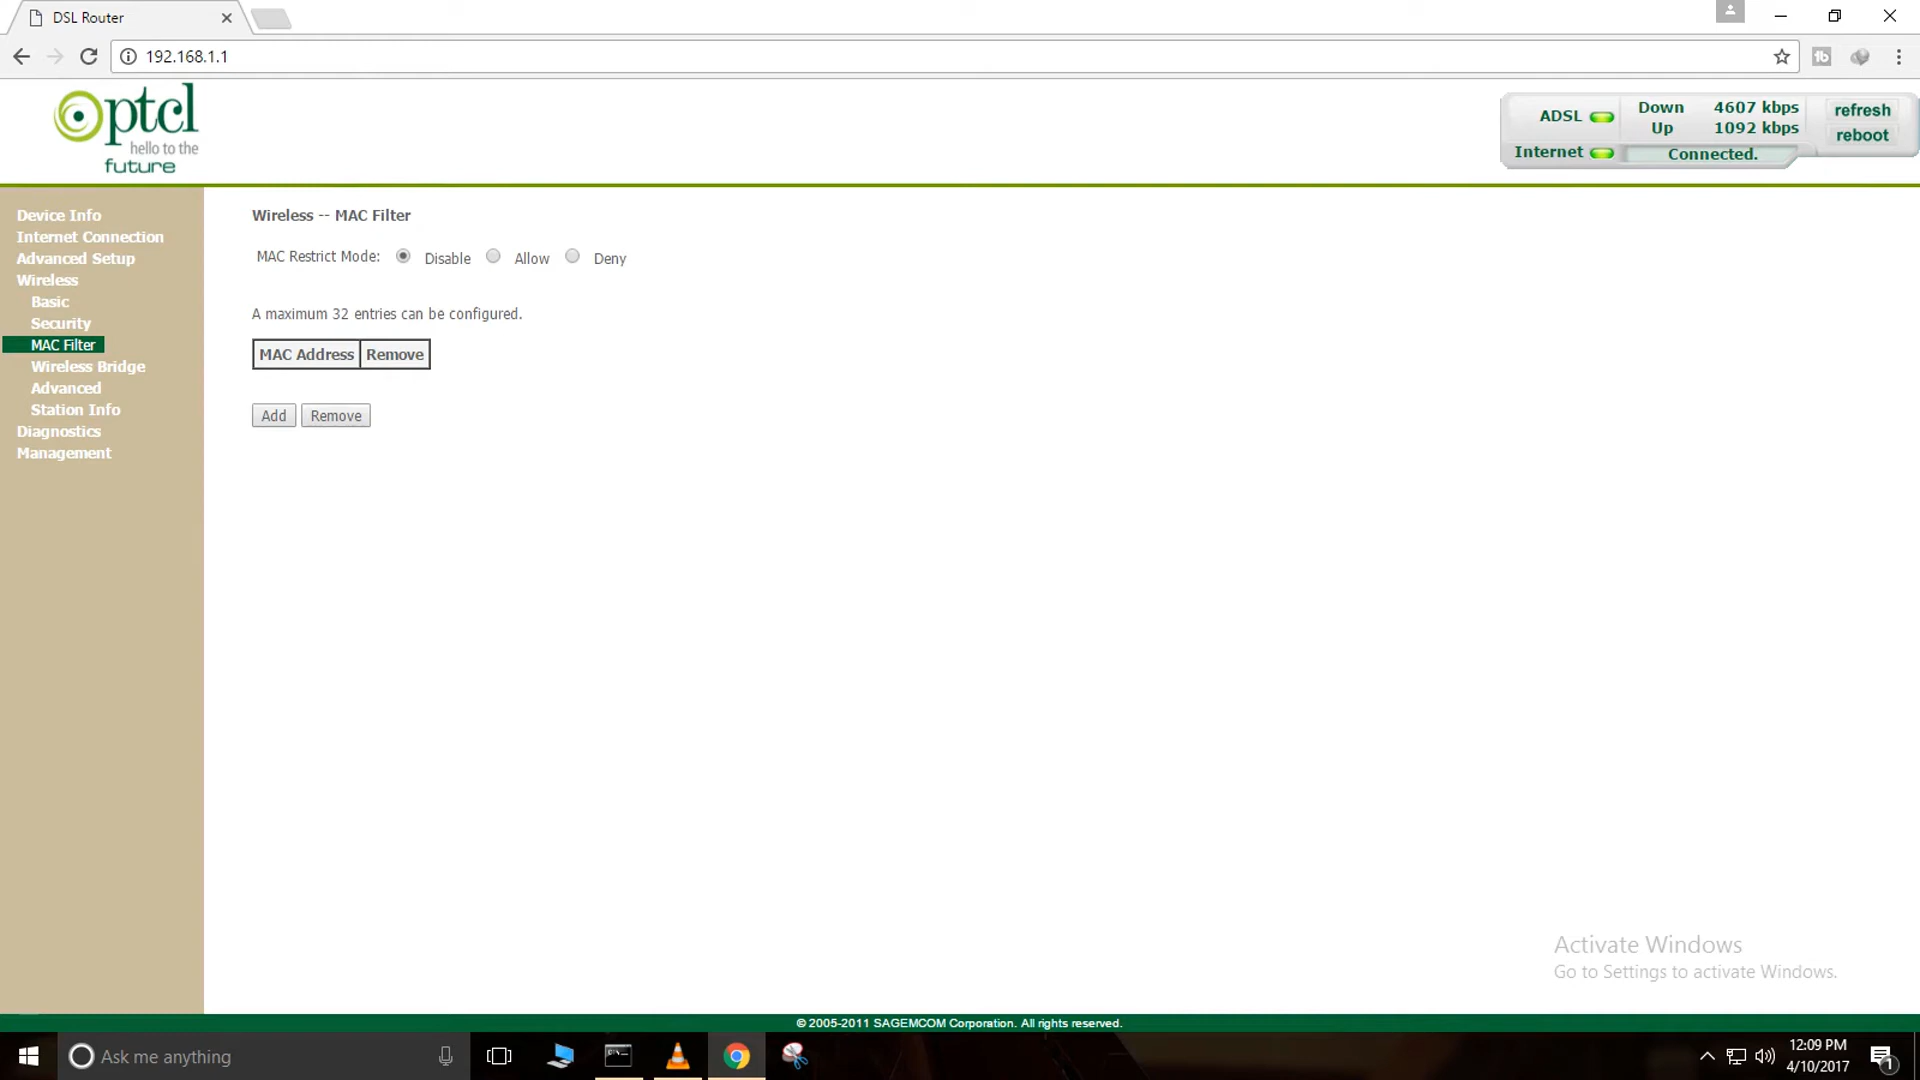 DSL Router
192.168.1.1
ptcl
hello to the
future
ADSL
Down 4607 kbps
Up 1092 kbps
Internet
Connected.
refresh
reboot
Device Info
Internet Connection
Advanced Setup
Wireless
Basic
Security
MAC Filter
Wireless Bridge
Advanced
Station Info
Diagnostics
Management
Wireless -- MAC Filter
MAC Restrict Mode: Disable Allow Deny
A maximum 32 entries can be configured.
MAC Address Remove
Add Remove
Activate Windows
Go to Settings to activate Windows.
© 2005-2011 SAGEMCOM Corporation. All rights reserved.
Ask me anything
12:09 PM
4/10/2017
1